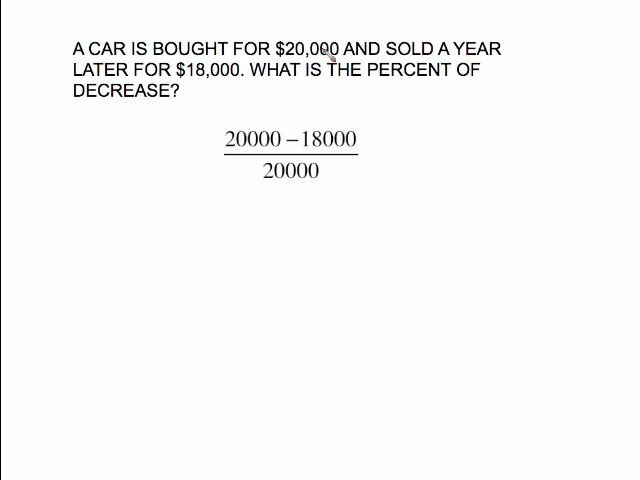 A CAR IS BOUGHT FOR $20,000 AND SOLD A YEAR
LATER FOR $18,000. WHAT IS THE PERCENT OF
DECREASE?
20000 – 18000
20000